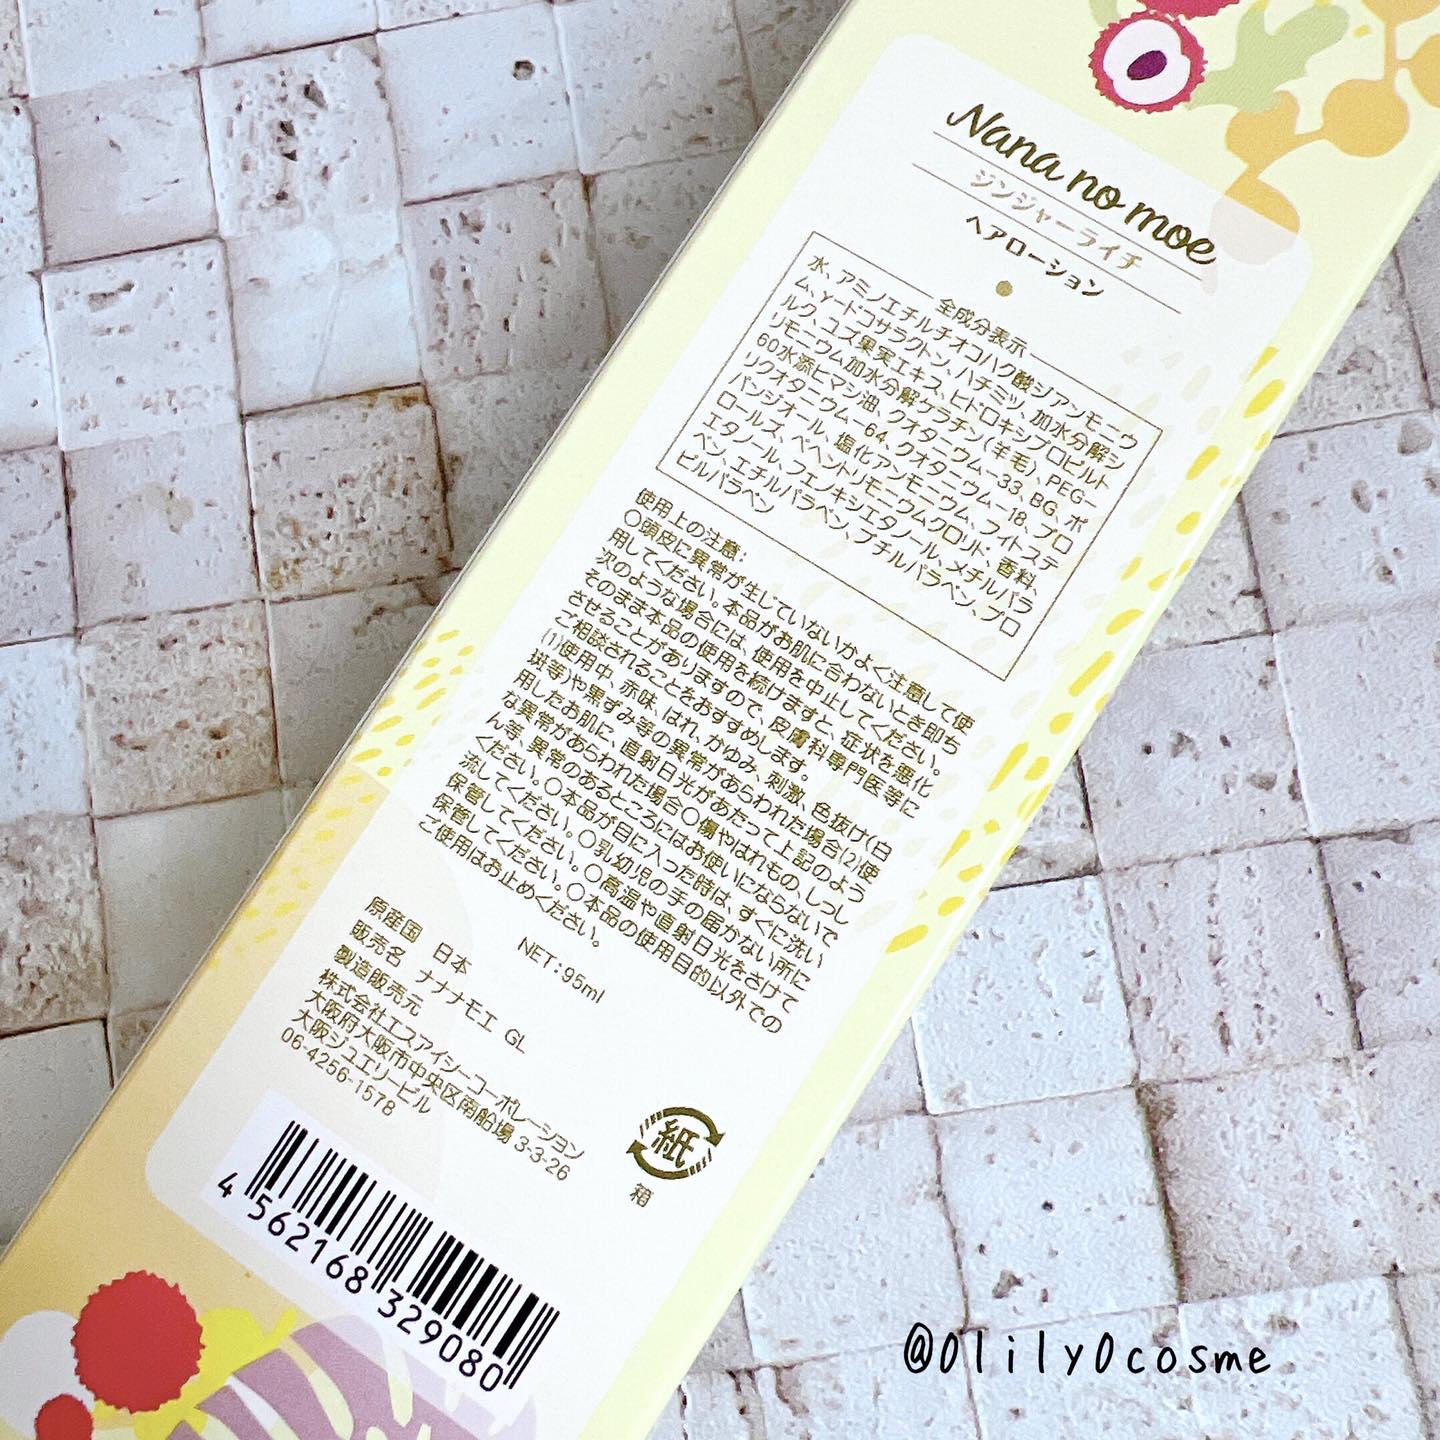 Nana no moe
ジンジャーライチ
ヘアローション
全成分表示
水、アミノエチルチオコハク酸ジアンモニウ
ム、γ-ドコサラクトン、ハチミツ、加水分解シ
ルク、ユズ果実エキス、ヒドロキシプロピルト
リモニウム加水分解ケラチン(羊毛)、PEG-
60水添ヒマシ油、クオタニウム-33、BG、ポ
リクオタニウム-64、クオタニウム-18、プロ
パンジオール、塩化アンモニウム、フィトステ
ロールズ、ベヘントリモニウムクロリド、香料、
エタノール、フェノキシエタノール、メチルパラ
ベン、エチルパラベン、ブチルパラベン、プロ
ピルパラベン
使用上の注意:
○頭皮に異常が生じていないかよく注意して使
用してください。本品がお肌に合わないとき即ち
次のような場合には、使用を中止してください。
そのまま本品の使用を続けますと、症状を悪化
させることがありますので、皮膚科専門医等に
ご相談されることをおすすめします。
(1)使用中、赤味、はれ、かゆみ、刺激、色抜け(白
斑等)や黒ずみ等の異常があらわれた場合(2)使
用したお肌に、直射日光があたって上記のよう
な異常があらわれた場合○傷やはれもの、しっし
ん等、異常のあるところにはお使いにならないで
ください。○本品が目に入った時は、すぐに洗い
流してください。○乳幼児の手の届かない所に
保管してください。○高温や直射日光をさけて
保管してください。○本品の使用目的以外での
ご使用はお止めください。
NET:95ml
原産国 日本
販売名 ナナナモエ GL
製造販売元
株式会社エスアイシーコーポレーション
大阪府大阪市中央区南船場 3-3-26
大阪ジュエリービル
06-4256-1578
紙
箱
4 562168 329080
@0lily0cosme